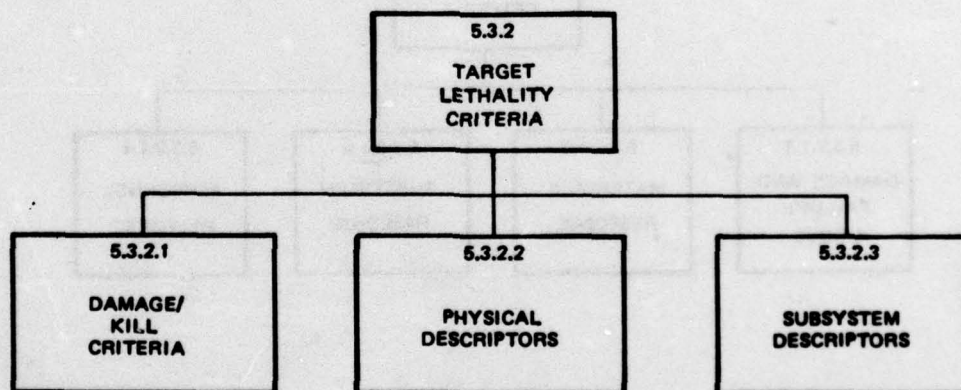 5.3.2
TARGET
LETHALITY
CRITERIA
5.3.2.1
DAMAGE/
KILL
CRITERIA
5.3.2.2
PHYSICAL
DESCRIPTORS
5.3.2.3
SUBSYSTEM
DESCRIPTORS